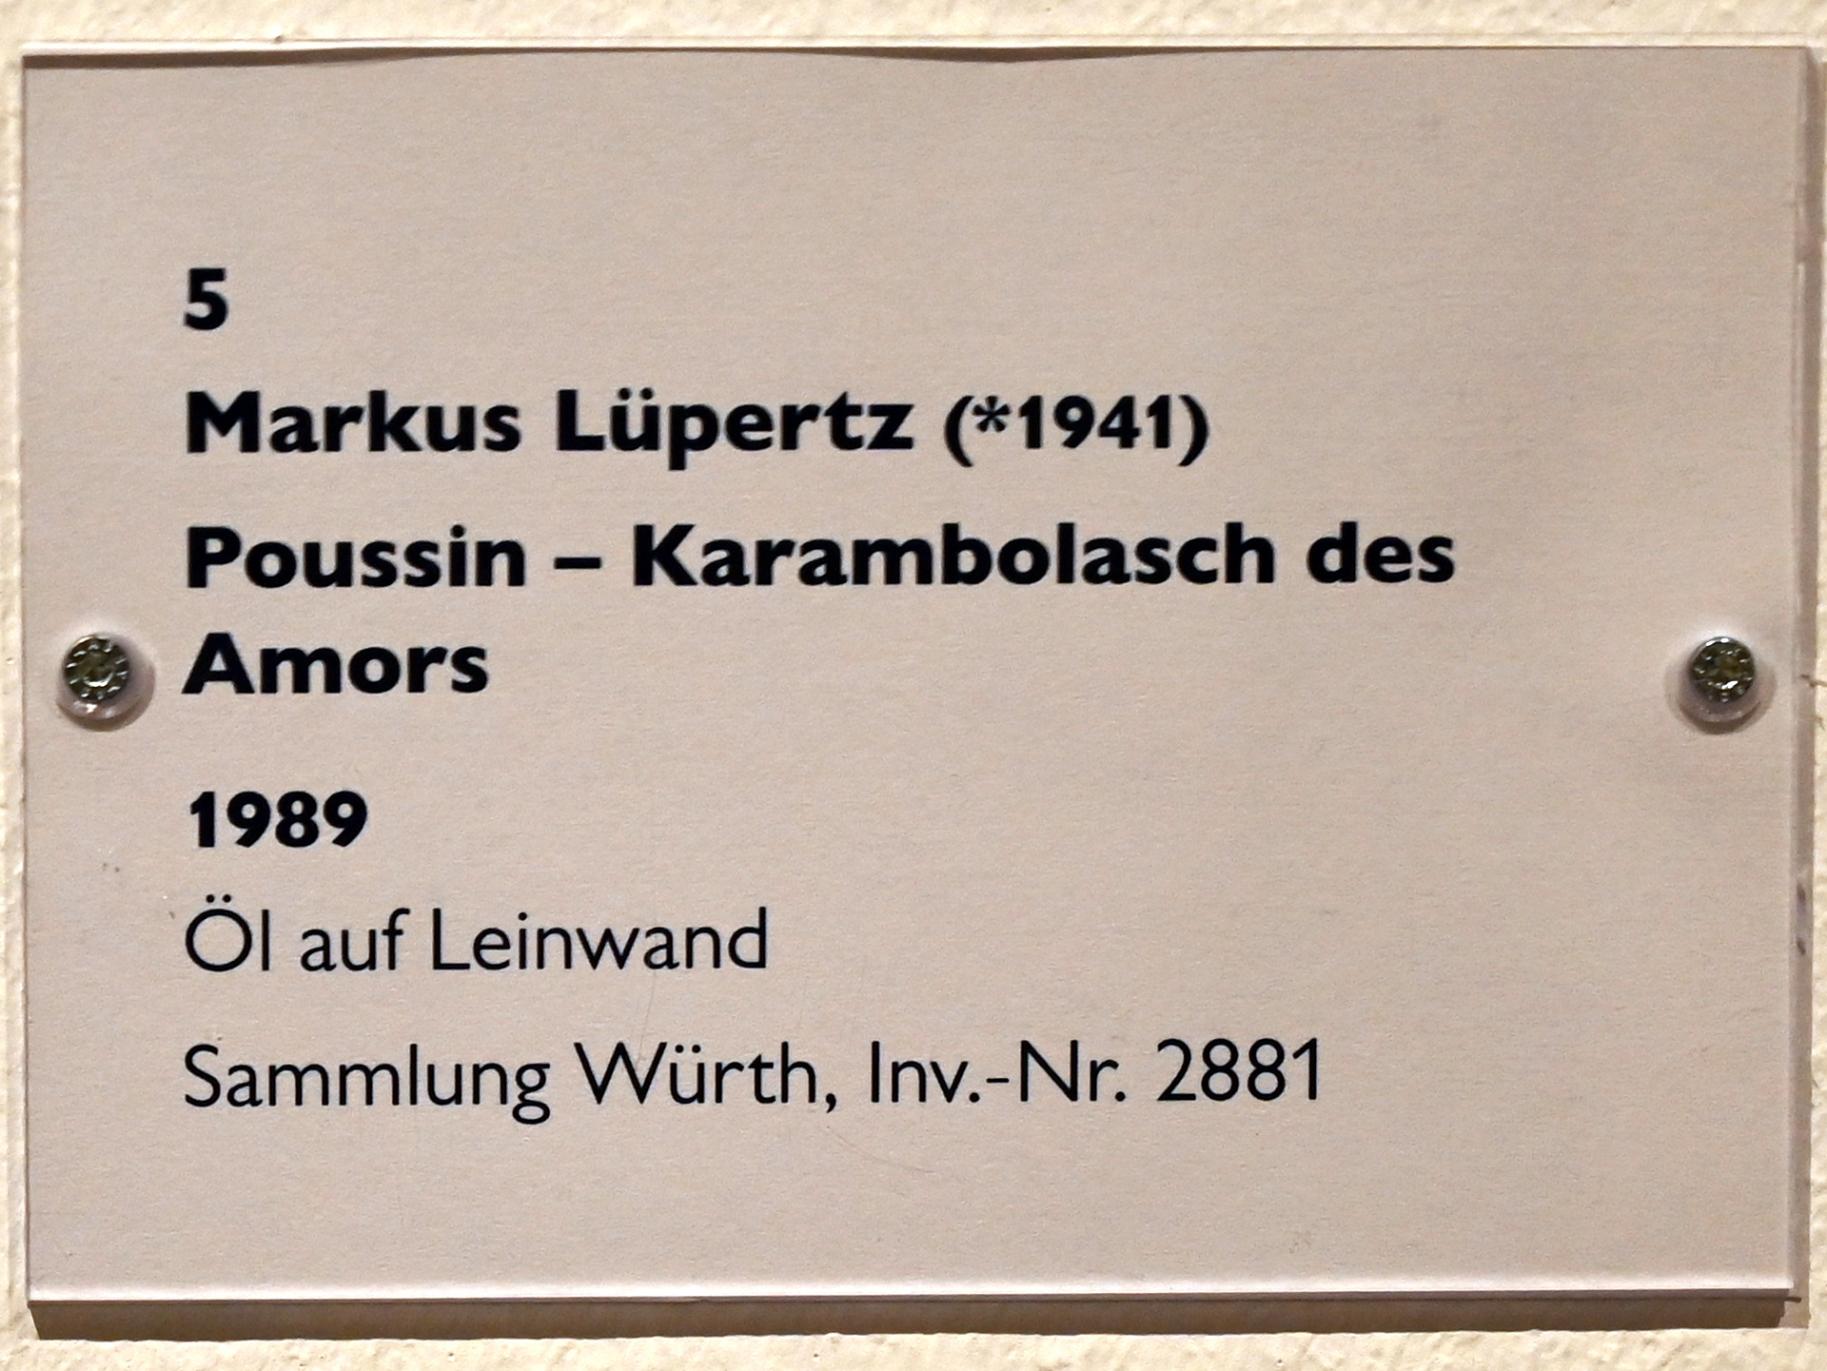 5
Markus Lüpertz (*1941)
Poussin – Karambolasch des
Amors
1989
Öl auf Leinwand
Sammlung Würth, Inv.-Nr. 2881